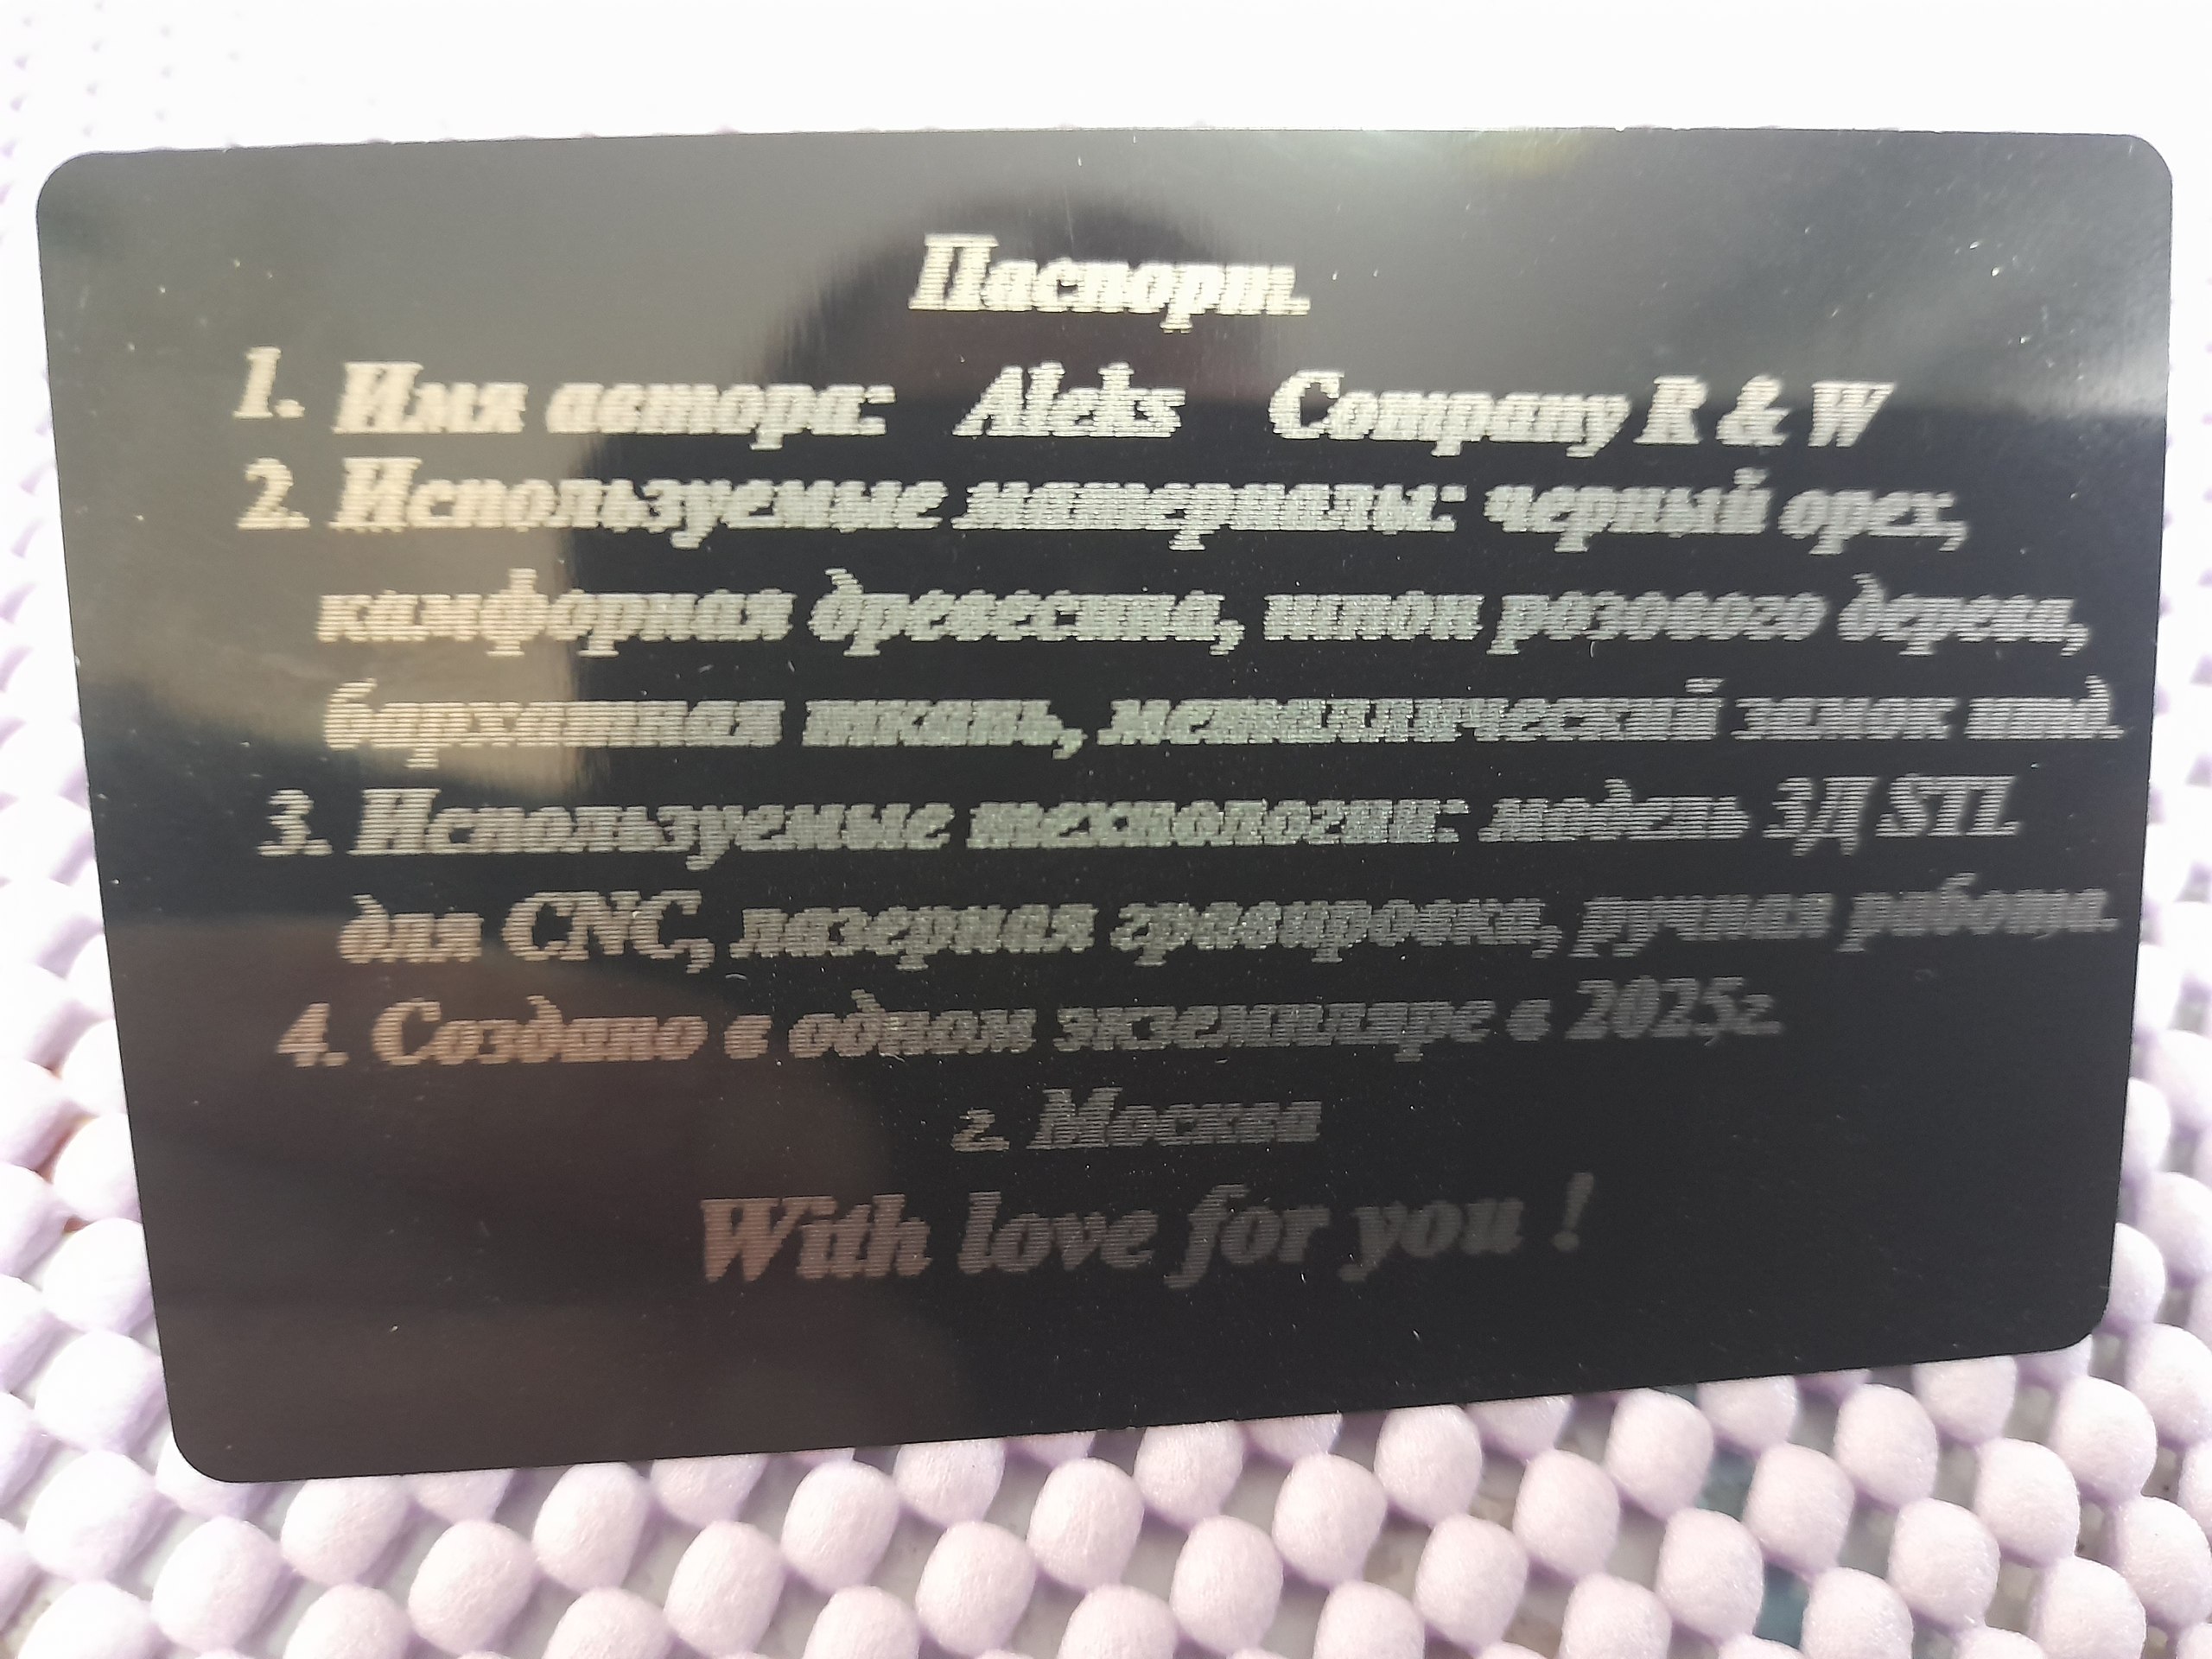 Паспорт.
1. Имя автора: Aleks Company R & W
2. Используемые материалы: черный орех,
камфорная древесина, шпон розового дерева,
бархатная ткань, металлический замок итд.
3. Используемые технологии: модель 3Д STL
для CNC, лазерная гравировка, ручная работа.
4. Создано в одном экземпляре в 2025г.
г. Москва
With love for you !